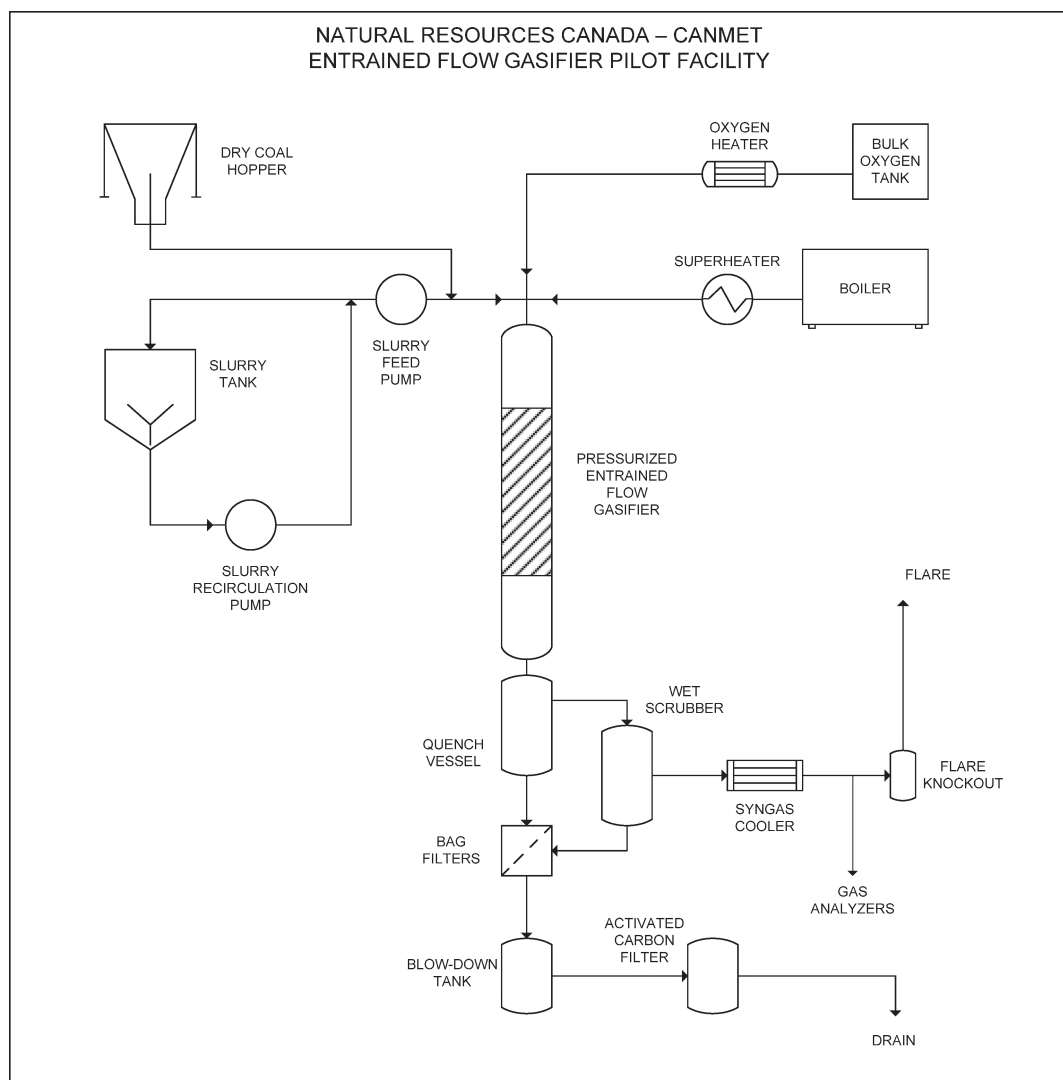 NATURAL RESOURCES CANADA – CANMET
ENTRAINED FLOW GASIFIER PILOT FACILITY
DRY COAL
HOPPER
OXYGEN
HEATER
BULK
OXYGEN
TANK
SUPERHEATER
BOILER
SLURRY
FEED
PUMP
SLURRY
TANK
PRESSURIZED
ENTRAINED
FLOW
GASIFIER
SLURRY
RECIRCULATION
PUMP
FLARE
WET
SCRUBBER
QUENCH
VESSEL
FLARE
KNOCKOUT
SYNGAS
COOLER
BAG
FILTERS
GAS
ANALYZERS
ACTIVATED
CARBON
FILTER
BLOW-DOWN
TANK
DRAIN